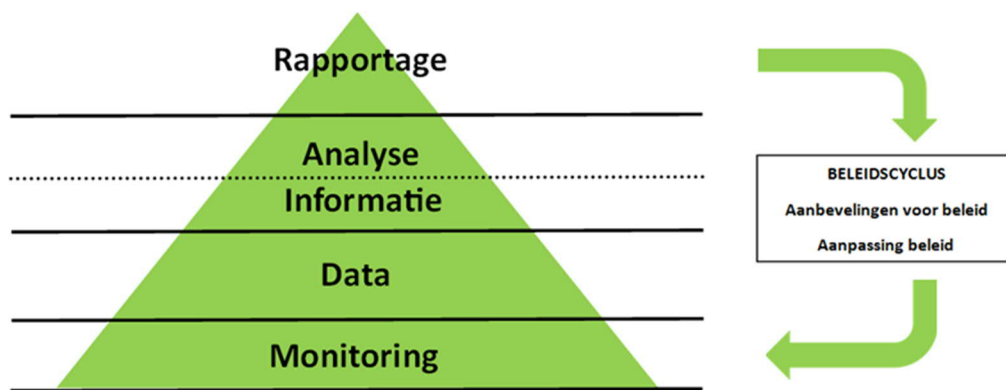 Rapportage
Analyse
Informatie
Data
Monitoring
BELEIDSCYCLUS
Aanbevelingen voor beleid
Aanpassing beleid